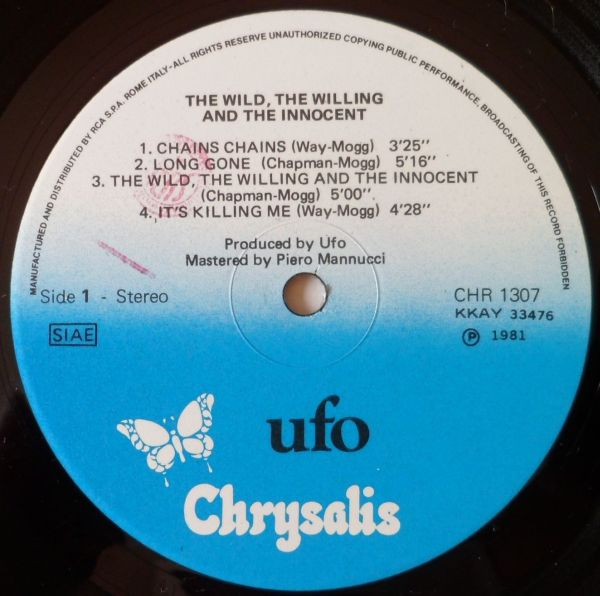 MANUFACTURED AND DISTRIBUTED BY RCA S.P.A. ROME ITALY-ALL RIGHTS RESERVE UNAUTHORIZED COPYING PUBLIC PERFORMANCE, BROADCASTING OF THIS RECORD FORBIDDEN
THE WILD, THE WILLING
AND THE INNOCENT
1. CHAINS CHAINS (Way-Mogg) 3'25"
2. LONG GONE (Chapman-Mogg) 5'16"
3. THE WILD, THE WILLING AND THE INNOCENT
(Chapman-Mogg) 5'00"
4. IT'S KILLING ME (Way-Mogg) 4'28"
Produced by Ufo
Mastered by Piero Mannucci
Side 1 - Stereo
CHR 1307
KKAY 33476
SIAE
℗ 1981
ufo
Chrysalis